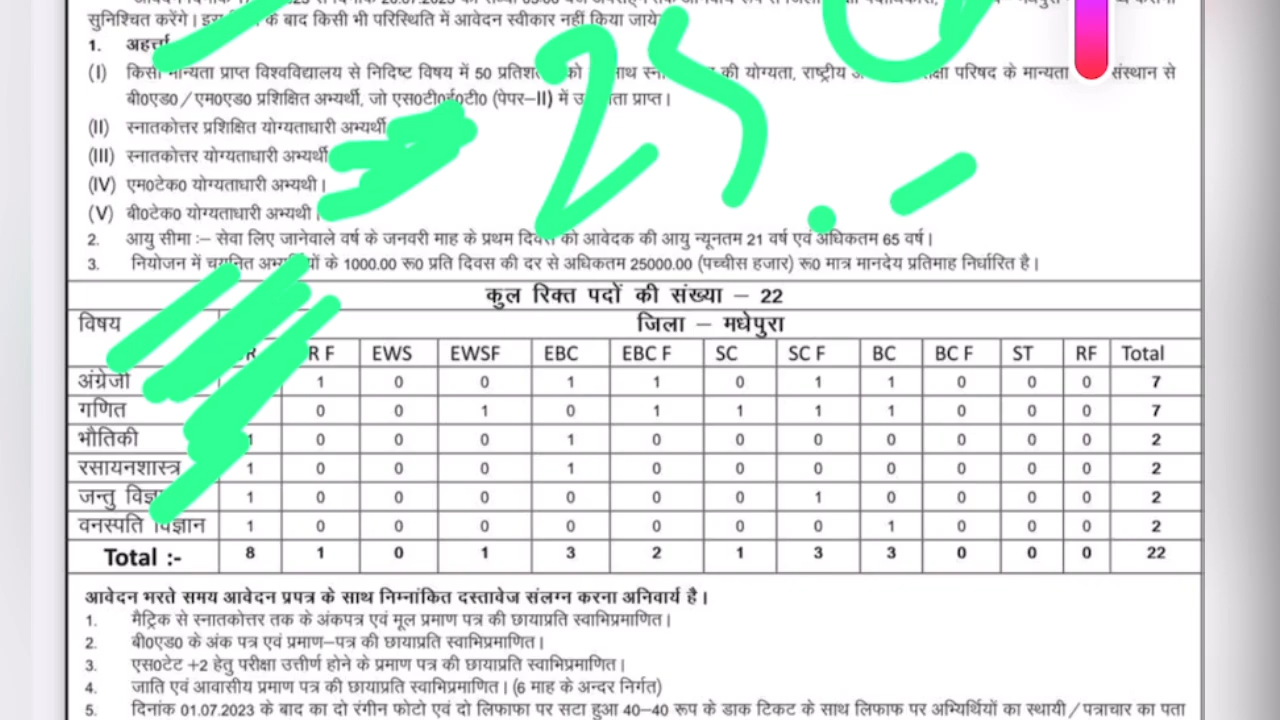 सुनिश्चित करेंगे। के बाद किसी भी परिस्थिति में आवेदन स्वीकार नहीं किया जाये
1. अहर्त्ता
(I) किसी मान्यता प्राप्त विश्वविद्यालय से निदिष्ट विषय में 50 की योग्यता, राष्ट्रीय परिषद के मान्यता संस्थान से
बी0एड0/एम0एड0 प्रशिक्षित अभ्यर्थी, जो एस0टी0ई0टी0 (पेपर–II) में प्राप्त।
(II) स्नातकोत्तर प्रशिक्षित योग्यताधारी अभ्यर्थी
(III) स्नातकोत्तर योग्यताधारी अभ्यर्थी
(IV) एम0टेक0 योग्यताधारी अभ्यथी।
(V) बी0टेक0 योग्यताधारी अभ्यथी।
25.-
2. आयु सीमा :– सेवा लिए जानेवाले वर्ष के जनवरी माह के प्रथम दिवस को आवेदक की आयु न्यूनतम 21 वर्ष एवं अधिकतम 65 वर्ष।
3. नियोजन में चयनित अभ्यर्थियों के 1000.00 रू0 प्रति दिवस की दर से अधिकतम 25000.00 (पच्चीस हजार) रू0 मात्र मानदेय प्रतिमाह निर्धारित है।
कुल रिक्त पदों की संख्या – 22
विषय जिला – मधेपुरा
R F EWS EWSF EBC EBC F SC SC F BC BC F ST RF Total
अंग्रेजी 1 0 0 1 1 0 1 1 0 0 0 7
गणित 0 0 1 0 1 1 1 1 0 0 0 7
भौतिकी 1 0 0 0 1 0 0 0 0 0 0 0 2
रसायनशास्त्र 1 0 0 0 1 0 0 0 0 0 0 0 2
जन्तु विज्ञान 1 0 0 0 0 0 0 1 0 0 0 0 2
वनस्पति विज्ञान 1 0 0 0 0 0 0 0 1 0 0 0 2
Total :- 8 1 0 1 3 2 1 3 3 0 0 0 22
आवेदन भरते समय आवेदन प्रपत्र के साथ निम्नांकित दस्तावेज संलग्न करना अनिवार्य है।
1. मैट्रिक से स्नातकोत्तर तक के अंकपत्र एवं मूल प्रमाण पत्र की छायाप्रति स्वाभिप्रमाणित।
2. बी0एड0 के अंक पत्र एवं प्रमाण–पत्र की छायाप्रति स्वाभिप्रमाणित।
3. एस0टेट +2 हेतु परीक्षा उत्तीर्ण होने के प्रमाण पत्र की छायाप्रति स्वाभिप्रमाणित।
4. जाति एवं आवासीय प्रमाण पत्र की छायाप्रति स्वाभिप्रमाणित। (6 माह के अन्दर निर्गत)
5. दिनांक 01.07.2023 के बाद का दो रंगीन फोटो एवं दो लिफाफा पर सटा हुआ 40–40 रूप के डाक टिकट के साथ लिफाफ पर अभ्यिर्थियों का स्थायी/पत्राचार का पता